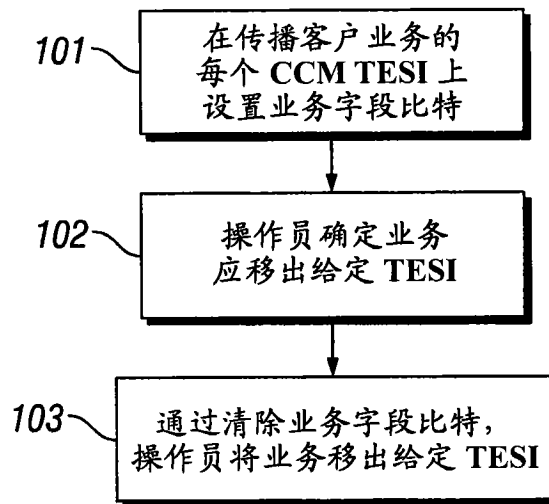 101
在传播客户业务的
每个 CCM TESI 上
设置业务字段比特
102
操作员确定业务
应移出给定 TESI
103
通过清除业务字段比特，
操作员将业务移出给定 TESI